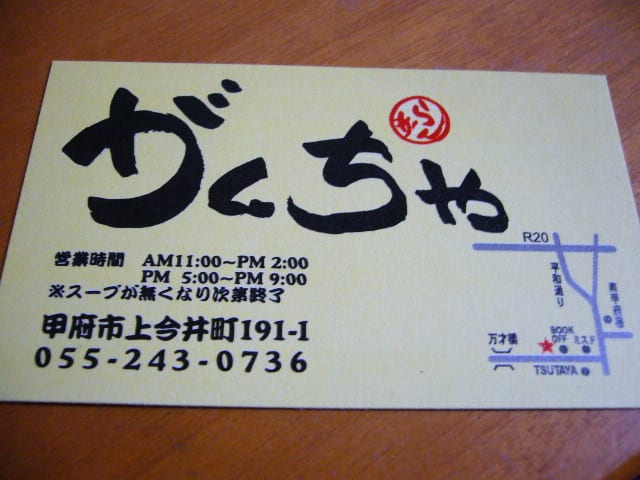 がくちや
らーめん
営業時間 AM11:00~PM 2:00
PM 5:00~PM 9:00
※スープが無くなり次第終了
甲府市上今井町191-1
055-243-0736
R20
平和通り
南甲府署
万才橋
BOOK OFF
ミスド
TSUTAYA